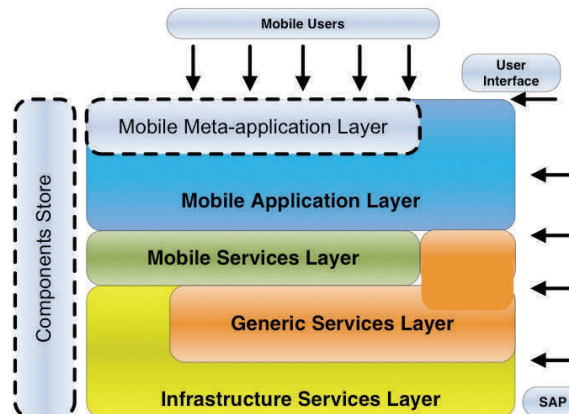 Mobile Users
User
Interface
Mobile Meta-application Layer
Mobile Application Layer
Components Store
Mobile Services Layer
Generic Services Layer
Infrastructure Services Layer
SAP